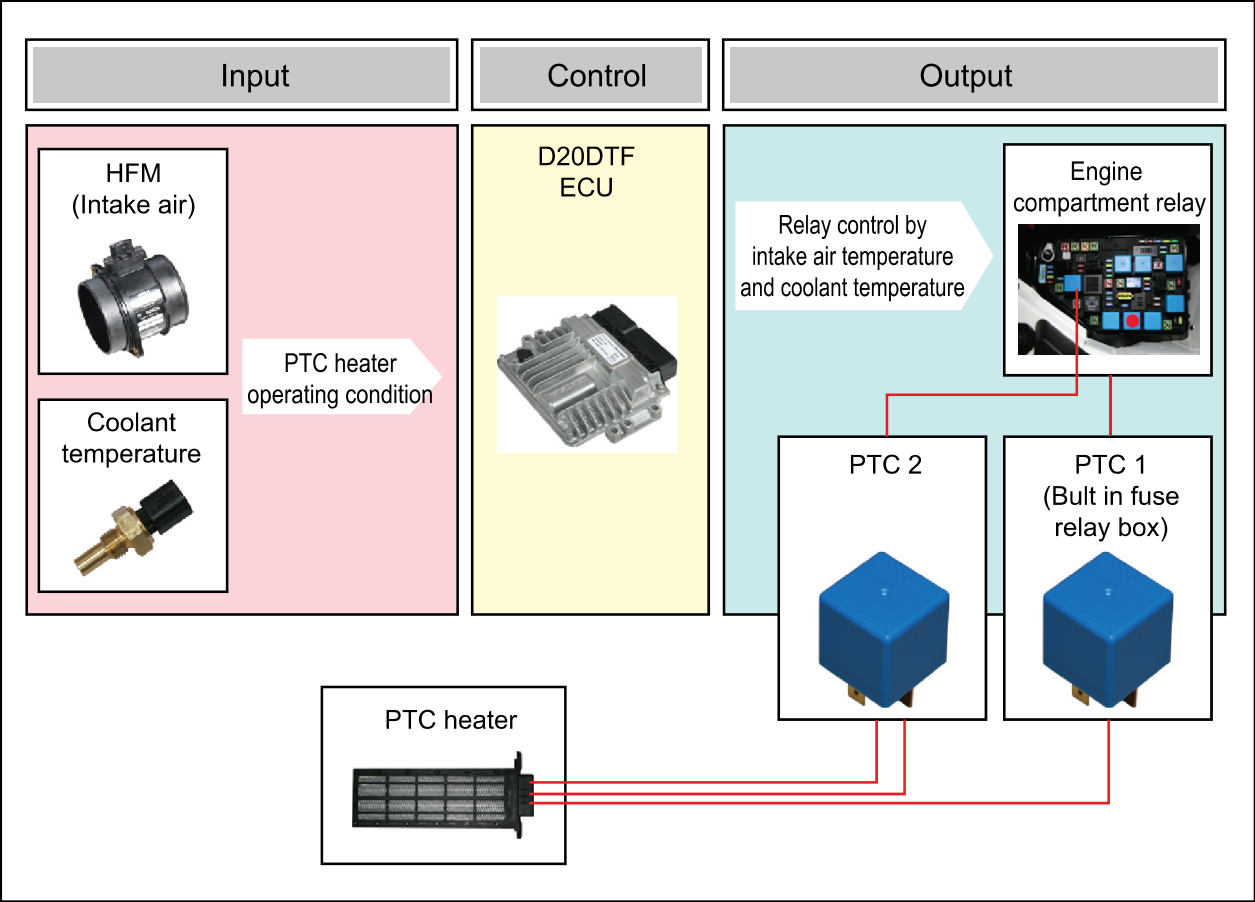 Input
Control
Output
HFM
(Intake air)
Coolant
temperature
PTC heater
operating condition
D20DTF
ECU
Relay control by
intake air temperature
and coolant temperature
Engine
compartment relay
PTC 2
PTC 1
(Bult in fuse
relay box)
PTC heater